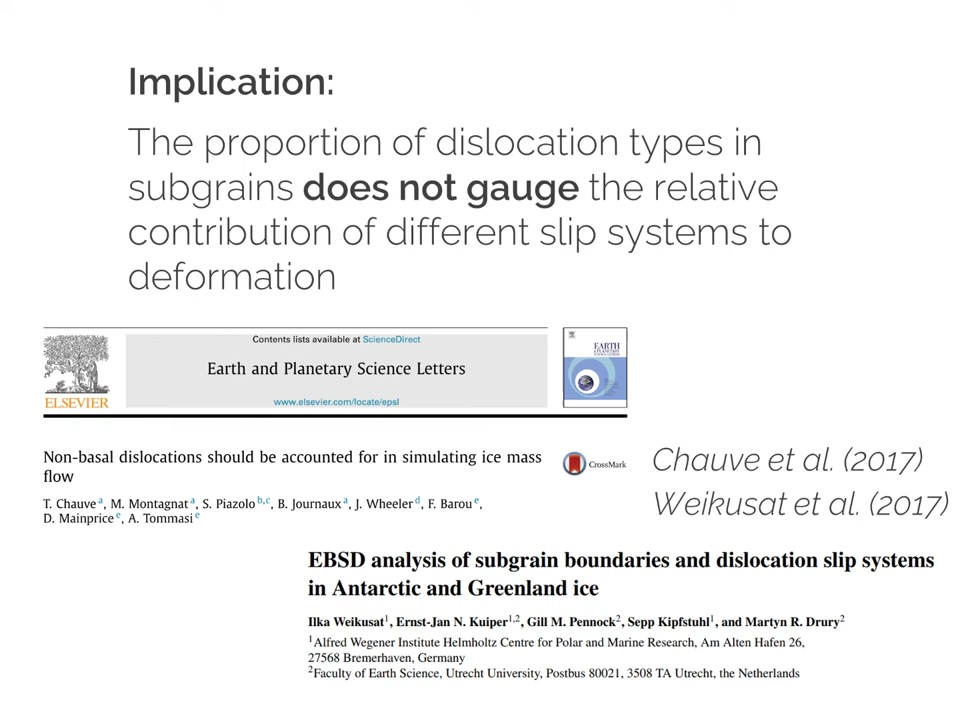 Implication:
The proportion of dislocation types in
subgrains does not gauge the relative
contribution of different slip systems to
deformation
Contents lists available at ScienceDirect
Earth and Planetary Science Letters
www.elsevier.com/locate/epsl
ELSEVIER
EARTH
Non-basal dislocations should be accounted for in simulating ice mass
flow
CrossMark
T. Chauve a, M. Montagnat a, S. Piazolo b,c, B. Journaux a, J. Wheeler d, F. Barou e,
D. Mainprice e, A. Tommasi e
Chauve et al. (2017)
Weikusat et al. (2017)
EBSD analysis of subgrain boundaries and dislocation slip systems
in Antarctic and Greenland ice
Ilka Weikusat1, Ernst-Jan N. Kuiper1,2, Gill M. Pennock2, Sepp Kipfstuhl1, and Martyn R. Drury2
1Alfred Wegener Institute Helmholtz Centre for Polar and Marine Research, Am Alten Hafen 26,
27568 Bremerhaven, Germany
2Faculty of Earth Science, Utrecht University, Postbus 80021, 3508 TA Utrecht, the Netherlands